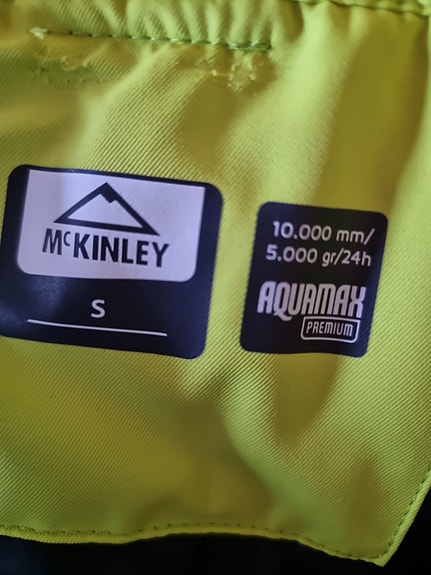 McKINLEY
S
10.000 mm/
5.000 gr/24h
AQUAMAX
PREMIUM